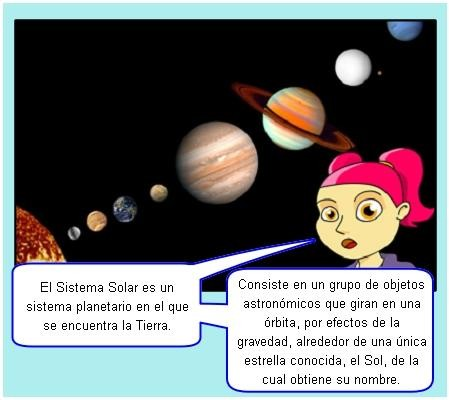 El Sistema Solar es un
sistema planetario en el que
se encuentra la Tierra.
Consiste en un grupo de objetos
astronómicos que giran en una
órbita, por efectos de la
gravedad, alrededor de una única
estrella conocida, el Sol, de la
cual obtiene su nombre.